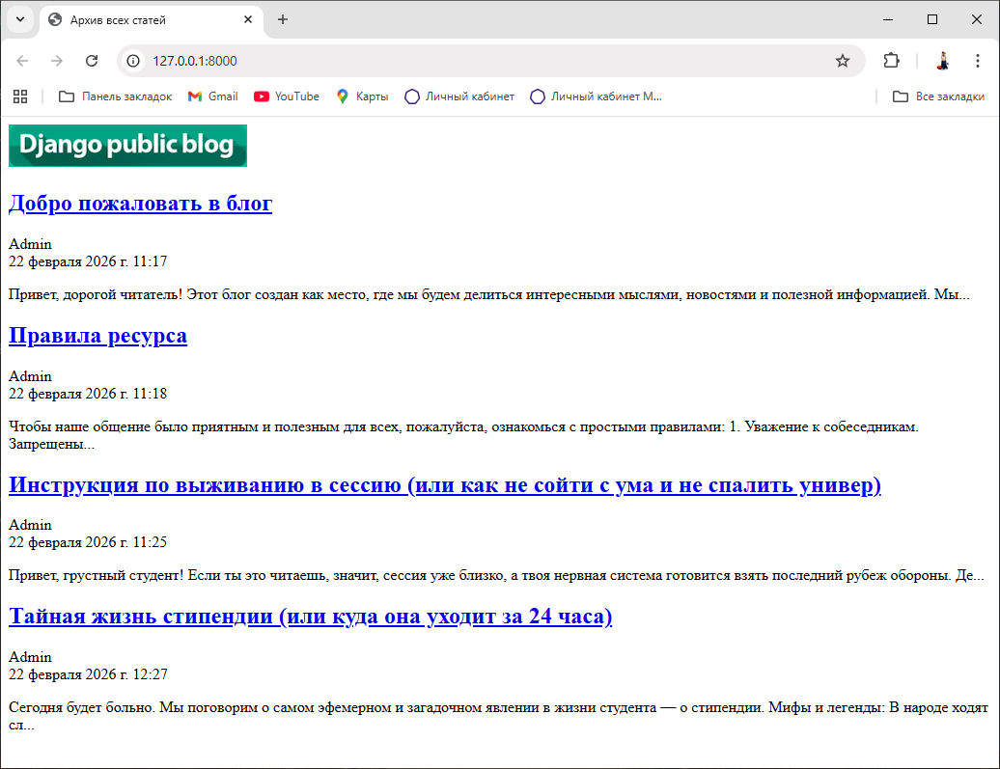 Архив всех статей
127.0.0.1:8000
Панель закладок
Gmail
YouTube
Карты
Личный кабинет
Личный кабинет М...
Все закладки
Django public blog
Добро пожаловать в блог
Admin
22 февраля 2026 г. 11:17
Привет, дорогой читатель! Этот блог создан как место, где мы будем делиться интересными мыслями, новостями и полезной информацией. Мы...
Правила ресурса
Admin
22 февраля 2026 г. 11:18
Чтобы наше общение было приятным и полезным для всех, пожалуйста, ознакомься с простыми правилами: 1. Уважение к собеседникам.
Запрещены...
Инструкция по выживанию в сессию (или как не сойти с ума и не спалить универ)
Admin
22 февраля 2026 г. 11:25
Привет, грустный студент! Если ты это читаешь, значит, сессия уже близко, а твоя нервная система готовится взять последний рубеж обороны. Де...
Тайная жизнь стипендии (или куда она уходит за 24 часа)
Admin
22 февраля 2026 г. 12:27
Сегодня будет больно. Мы поговорим о самом эфемерном и загадочном явлении в жизни студента — о стипендии. Мифы и легенды: В народе ходят
сл...